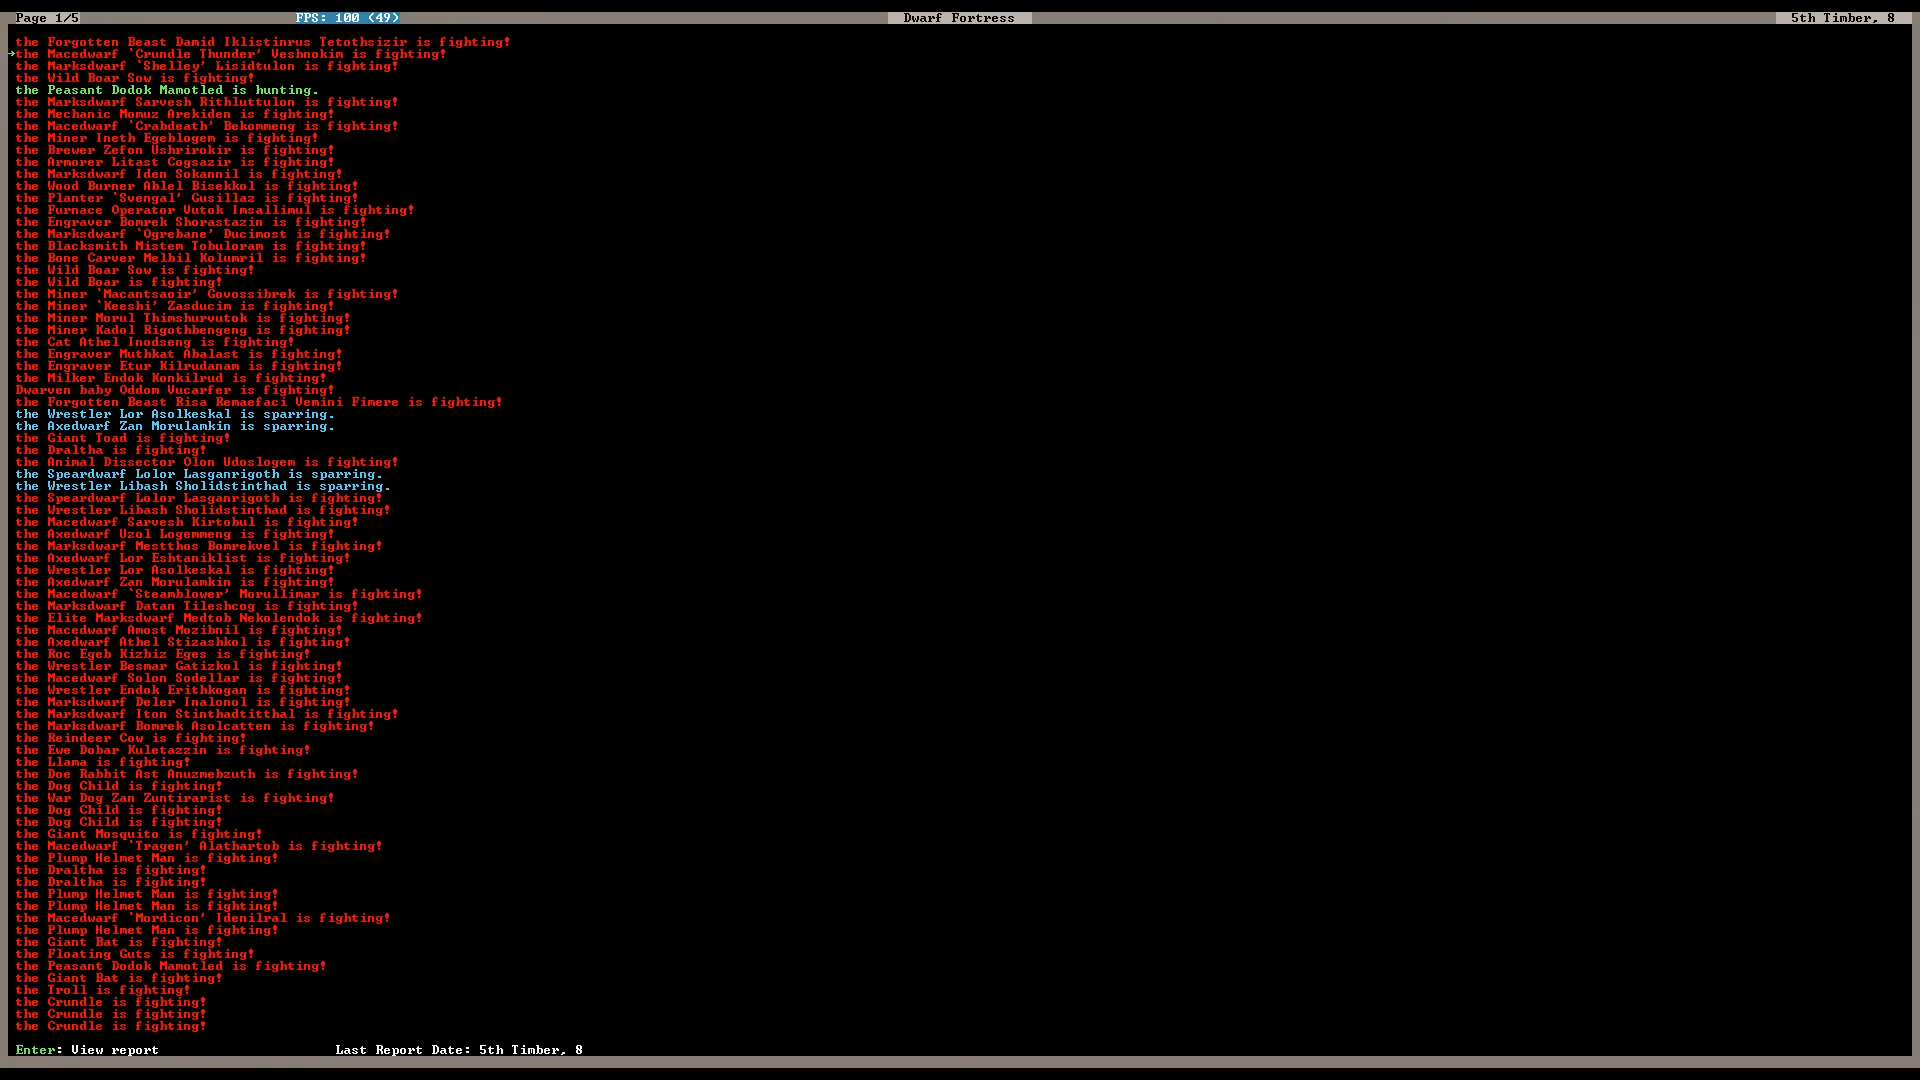 Page 1/5 FPS: 100 (49) Dwarf Fortress 5th Timber, 8
the Forgotten Beast Damid Iklistinrus Tetothsizir is fighting!
→the Macedwarf `Crundle Thunder' Veshnokim is fighting!
the Marksdwarf `Shelley' Lisidtulon is fighting!
the Wild Boar Sow is fighting!
the Peasant Dodok Mamotled is hunting.
the Marksdwarf Sarvesh Rithluttulon is fighting!
the Mechanic Momuz Arekiden is fighting!
the Macedwarf `Crabdeath' Bekommeng is fighting!
the Miner Ineth Egeblogem is fighting!
the Brewer Zefon Ushrirokir is fighting!
the Armorer Litast Cogsazir is fighting!
the Marksdwarf Iden Sokannil is fighting!
the Wood Burner Ablel Bisekkol is fighting!
the Planter `Svengal' Gusillaz is fighting!
the Furnace Operator Vutok Imsallimul is fighting!
the Engraver Bomrek Shorastazin is fighting!
the Marksdwarf `Ogrebane' Ducimost is fighting!
the Blacksmith Mistem Tobuloram is fighting!
the Bone Carver Melbil Kolumril is fighting!
the Wild Boar Sow is fighting!
the Wild Boar is fighting!
the Miner `Macantsaoir' Govossibrek is fighting!
the Miner `Keeshi' Zasducim is fighting!
the Miner Morul Thimshurvutok is fighting!
the Miner Kadol Rigothbengeng is fighting!
the Cat Athel Inodseng is fighting!
the Engraver Muthkat Abalast is fighting!
the Engraver Etur Kilrudanam is fighting!
the Milker Endok Konkilrud is fighting!
Dwarven baby Oddom Vucarfer is fighting!
the Forgotten Beast Risa Remaefaci Vemini Fimere is fighting!
the Wrestler Lor Asolkeskal is sparring.
the Axedwarf Zan Morulamkin is sparring.
the Giant Toad is fighting!
the Draltha is fighting!
the Animal Dissector Olon Udoslogem is fighting!
the Speardwarf Lolor Lasganrigoth is sparring.
the Wrestler Libash Sholidstinthad is sparring.
the Speardwarf Lolor Lasganrigoth is fighting!
the Wrestler Libash Sholidstinthad is fighting!
the Macedwarf Sarvesh Kirtobul is fighting!
the Axedwarf Uzol Logemmeng is fighting!
the Marksdwarf Mestthos Bomrekvel is fighting!
the Axedwarf Lor Eshtaniklist is fighting!
the Wrestler Lor Asolkeskal is fighting!
the Axedwarf Zan Morulamkin is fighting!
the Macedwarf `Steamblower' Morullimar is fighting!
the Marksdwarf Datan Tileshcog is fighting!
the Elite Marksdwarf Medtob Nekolendok is fighting!
the Macedwarf Amost Mozibnil is fighting!
the Axedwarf Athel Stizashkol is fighting!
the Roc Egeb Kizbiz Eges is fighting!
the Wrestler Besmar Gatizkol is fighting!
the Macedwarf Solon Sodellar is fighting!
the Wrestler Endok Erithkogan is fighting!
the Marksdwarf Deler Inalonol is fighting!
the Marksdwarf Iton Stinthadtitthal is fighting!
the Marksdwarf Bomrek Asolcatten is fighting!
the Reindeer Cow is fighting!
the Ewe Dobar Kuletazzin is fighting!
the Llama is fighting!
the Doe Rabbit Ast Anuzmebzuth is fighting!
the Dog Child is fighting!
the War Dog Zan Zuntirarist is fighting!
the Dog Child is fighting!
the Dog Child is fighting!
the Giant Mosquito is fighting!
the Macedwarf `Tragen' Alathartob is fighting!
the Plump Helmet Man is fighting!
the Draltha is fighting!
the Draltha is fighting!
the Plump Helmet Man is fighting!
the Plump Helmet Man is fighting!
the Macedwarf `Mordicon' Idenilral is fighting!
the Plump Helmet Man is fighting!
the Giant Bat is fighting!
the Floating Guts is fighting!
the Peasant Dodok Mamotled is fighting!
the Giant Bat is fighting!
the Troll is fighting!
the Crundle is fighting!
the Crundle is fighting!
the Crundle is fighting!
Enter: View report Last Report Date: 5th Timber, 8